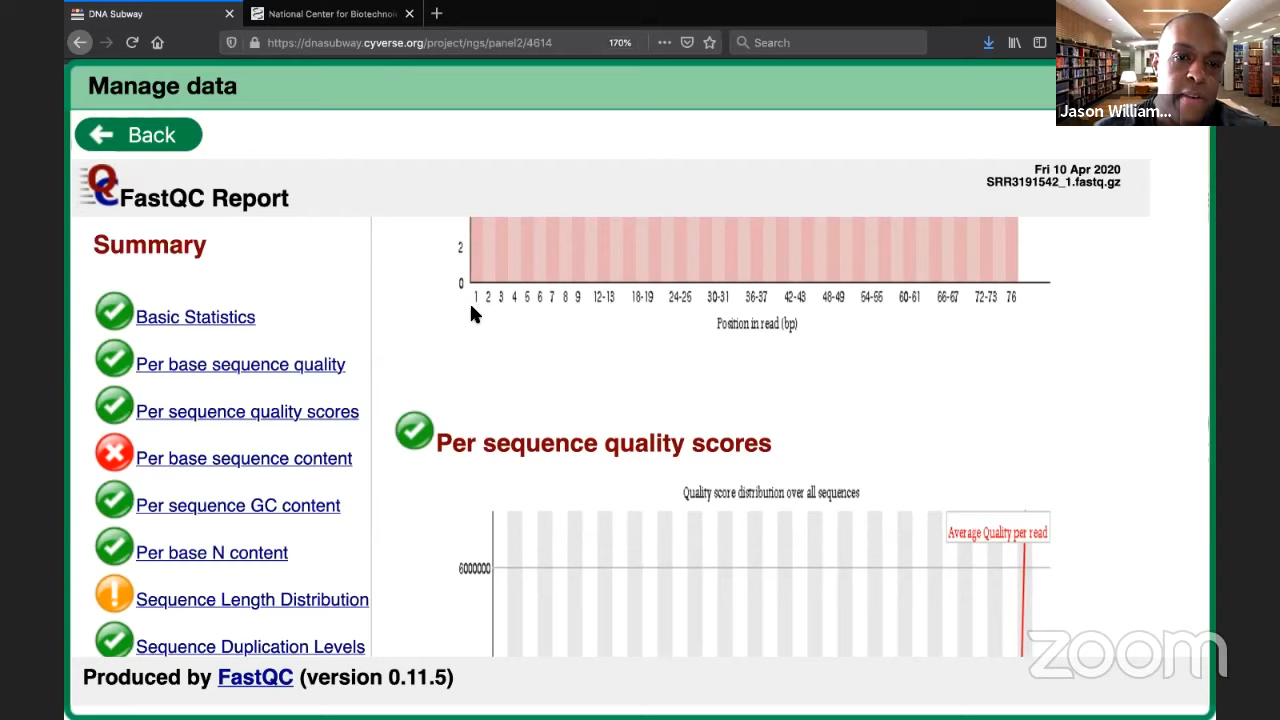 DNA Subway
National Center for Biotechnolo
https://dnasubway.cyverse.org/project/ngs/panel2/4614
170%
Search
Jason William...
Manage data
Back
FastQC Report
Fri 10 Apr 2020
SRR3191542_1.fastq.gz
Summary
Basic Statistics
Per base sequence quality
Per sequence quality scores
Per base sequence content
Per sequence GC content
Per base N content
Sequence Length Distribution
Sequence Duplication Levels
2
0
1 2 3 4 5 6 7 8 9 12-13 18-19 24-25 30-31 36-37 42-43 48-49 54-55 60-61 66-67 72-73 76
Position in read (bp)
Per sequence quality scores
Quality score distribution over all sequences
Average Quality per read
6000000
Produced by FastQC (version 0.11.5)
zoom